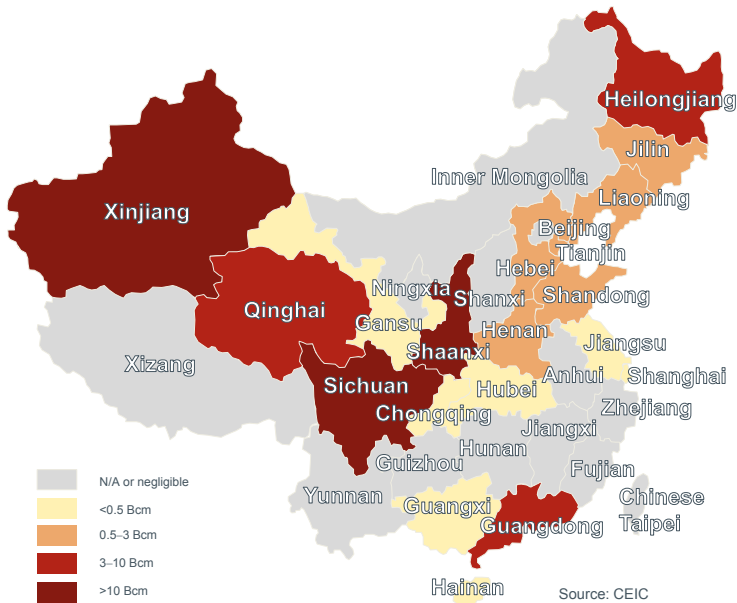 Heilongjiang
Jilin
Inner Mongolia
Liaoning
Xinjiang
Beijing
Tianjin
Hebei
Ningxia
Shanxi
Shandong
Qinghai
Gansu
Henan
Jiangsu
Shaanxi
Xizang
Anhui
Shanghai
Sichuan
Hubei
Chongqing
Zhejiang
Jiangxi
Hunan
Guizhou
Fujian
Yunnan
Guangxi
Chinese
Taipei
Guangdong
Hainan
N/A or negligible
<0.5 Bcm
0.5–3 Bcm
3–10 Bcm
>10 Bcm
Source: CEIC